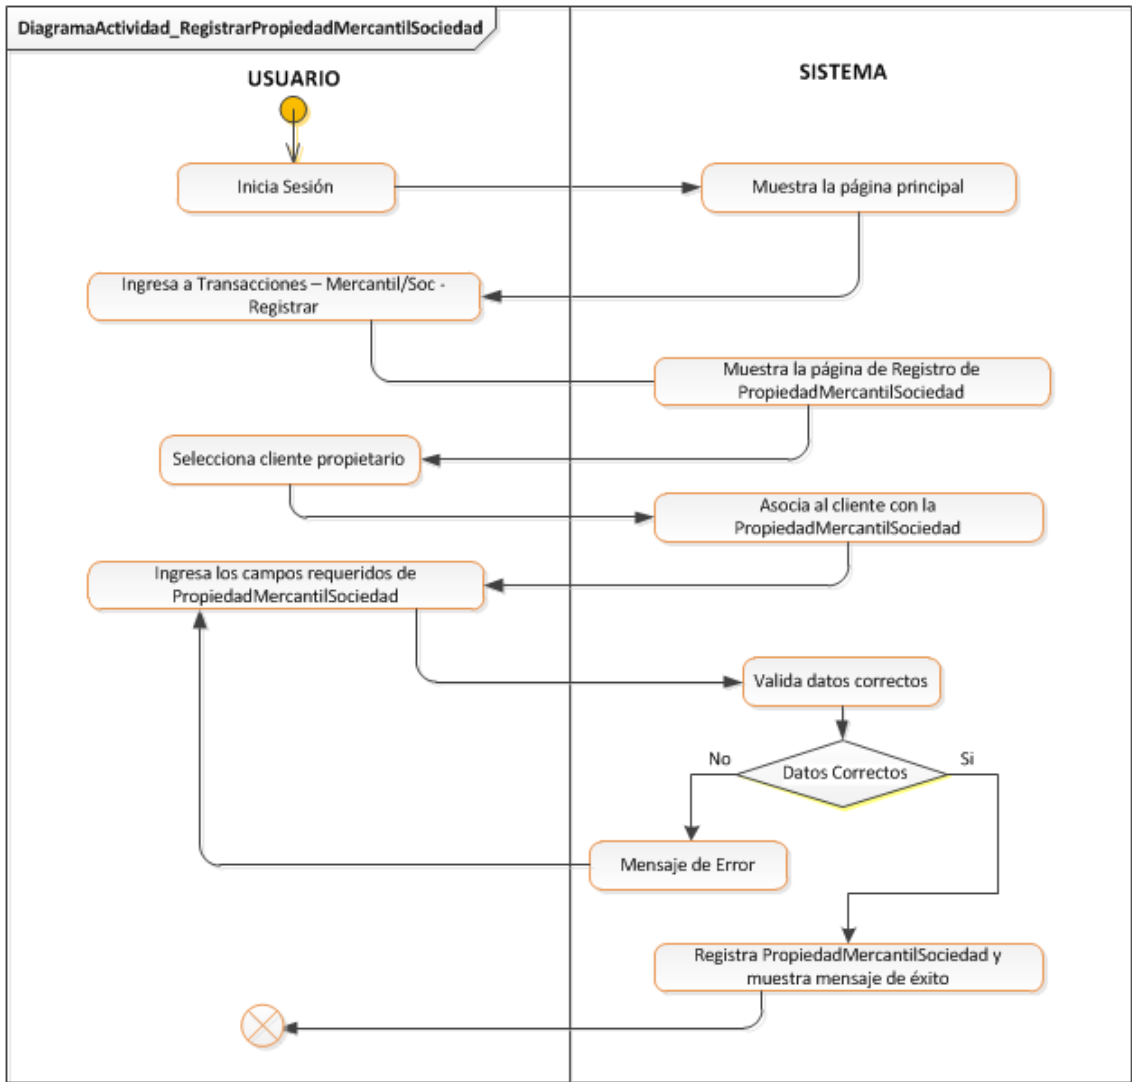 DiagramaActividad_RegistrarPropiedadMercantilSociedad
USUARIO
SISTEMA
Inicia Sesión
Muestra la página principal
Ingresa a Transacciones – Mercantil/Soc -
Registrar
Muestra la página de Registro de
PropiedadMercantilSociedad
Selecciona cliente propietario
Asocia al cliente con la
PropiedadMercantilSociedad
Ingresa los campos requeridos de
PropiedadMercantilSociedad
Valida datos correctos
No
Datos Correctos
Si
Mensaje de Error
Registra PropiedadMercantilSociedad y
muestra mensaje de éxito